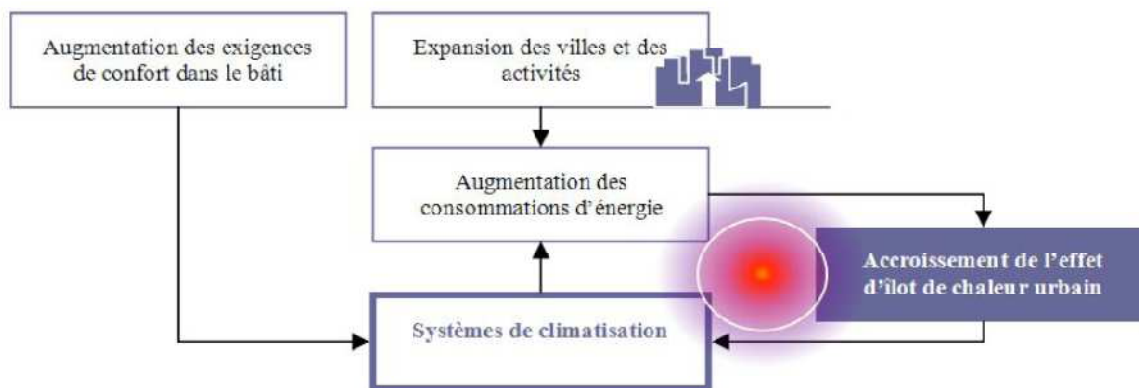 Augmentation des exigences
de confort dans le bâti
Expansion des villes et des
activités
Augmentation des
consommations d'énergie
Accroissement de l'effet
d'îlot de chaleur urbain
Systèmes de climatisation